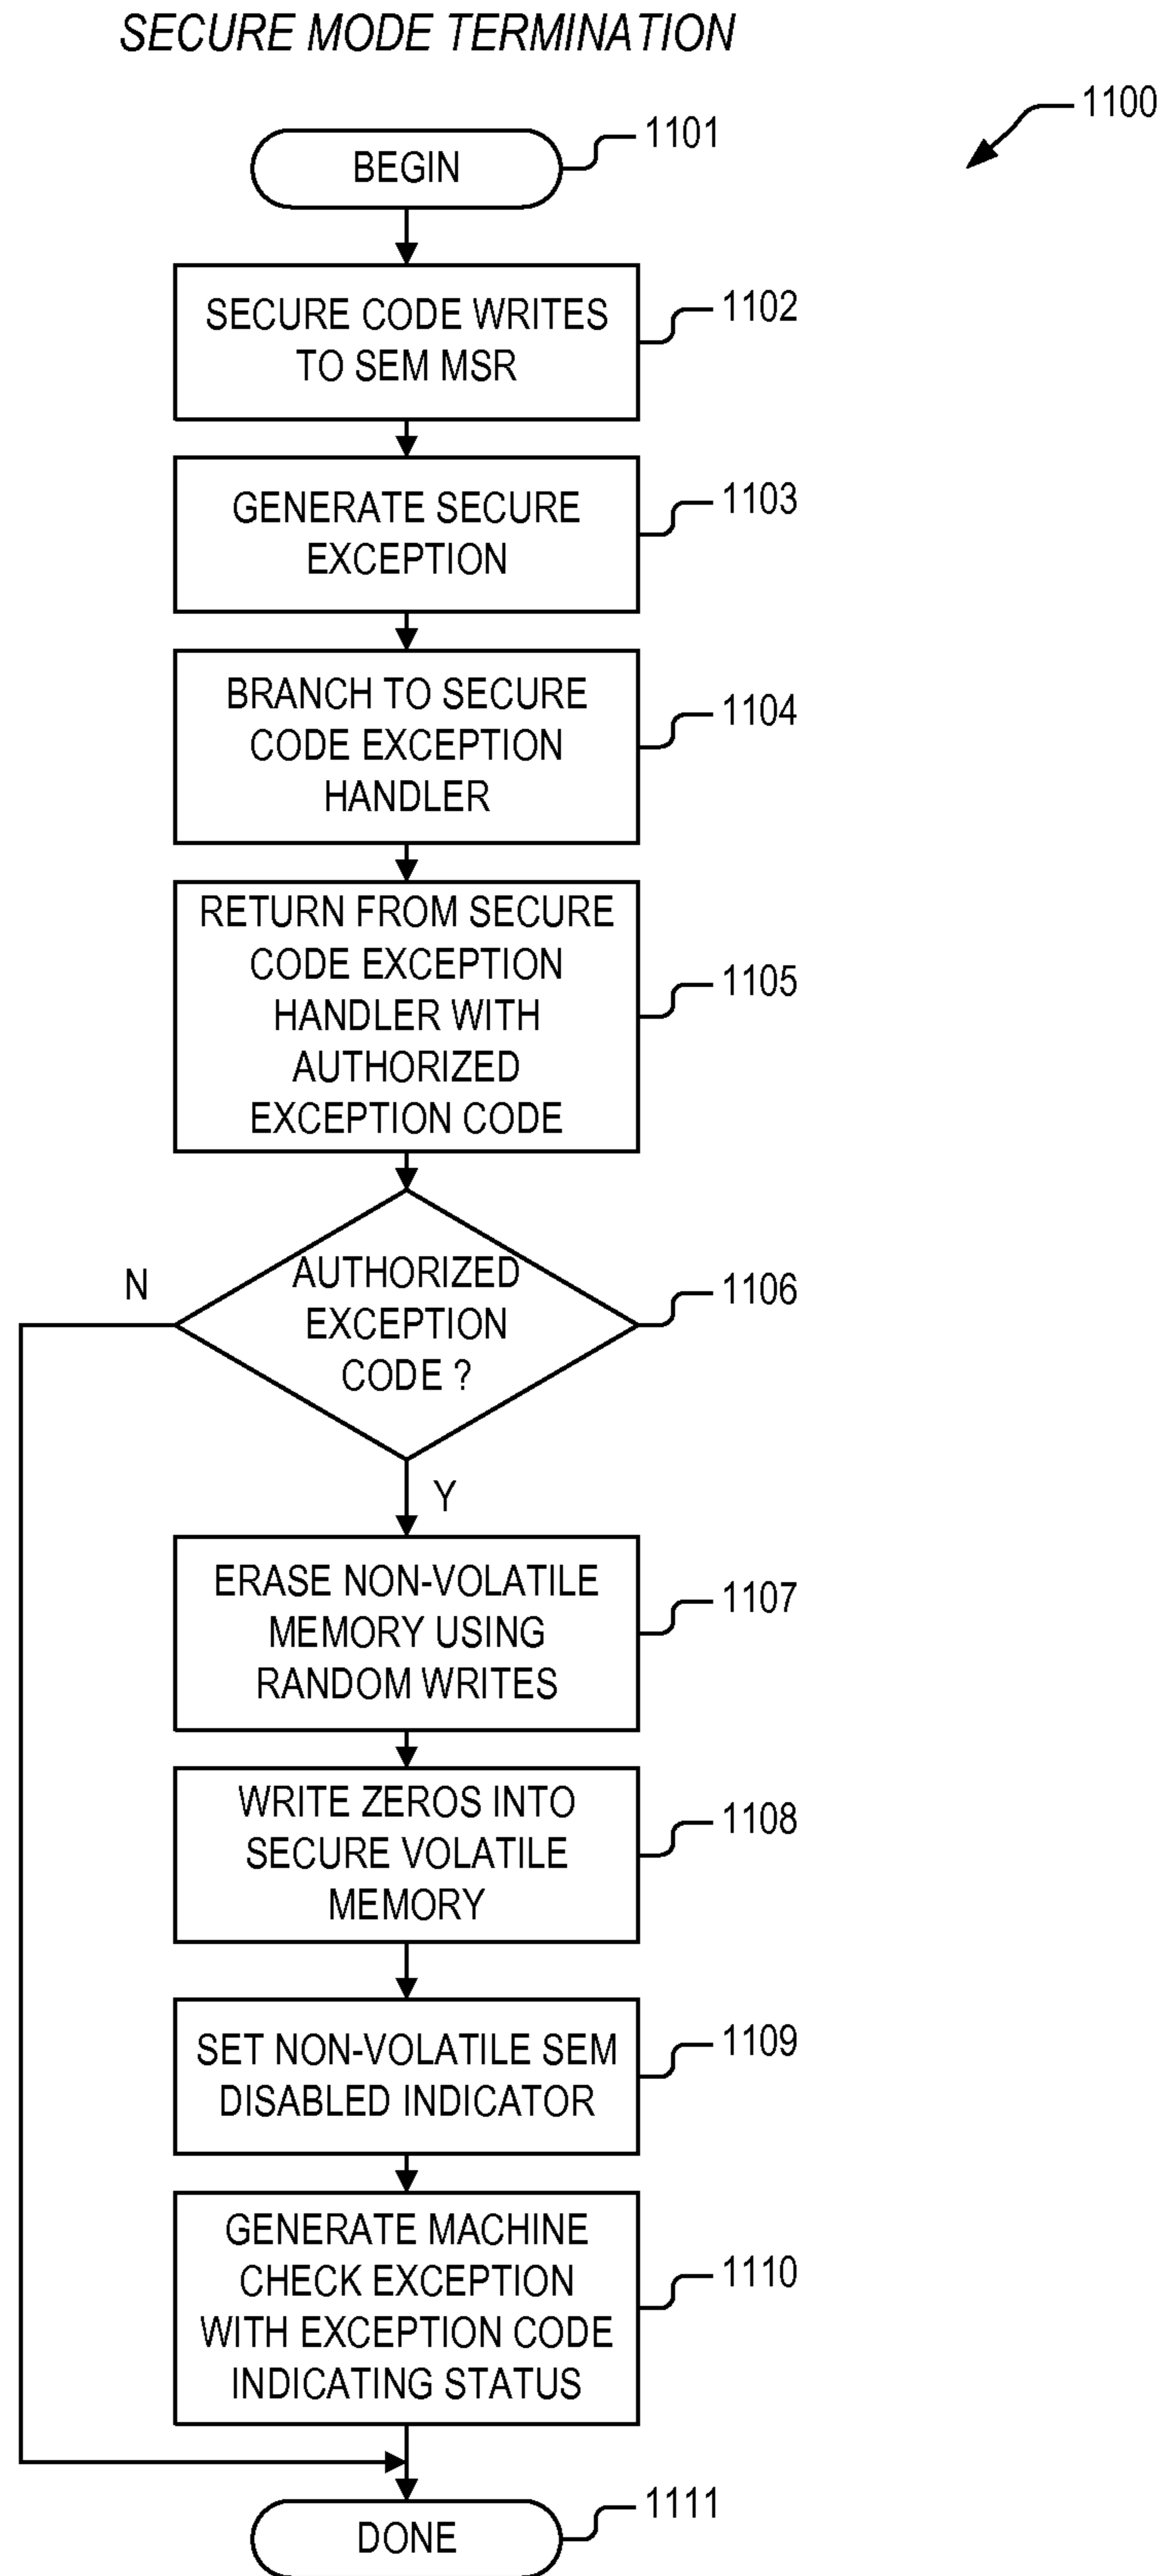 SECURE MODE TERMINATION
1100
BEGIN
1101
SECURE CODE WRITES
TO SEM MSR
1102
GENERATE SECURE
EXCEPTION
1103
BRANCH TO SECURE
CODE EXCEPTION
HANDLER
1104
RETURN FROM SECURE
CODE EXCEPTION
HANDLER WITH
AUTHORIZED
EXCEPTION CODE
1105
AUTHORIZED
EXCEPTION
CODE ?
1106
N
Y
ERASE NON-VOLATILE
MEMORY USING
RANDOM WRITES
1107
WRITE ZEROS INTO
SECURE VOLATILE
MEMORY
1108
SET NON-VOLATILE SEM
DISABLED INDICATOR
1109
GENERATE MACHINE
CHECK EXCEPTION
WITH EXCEPTION CODE
INDICATING STATUS
1110
DONE
1111